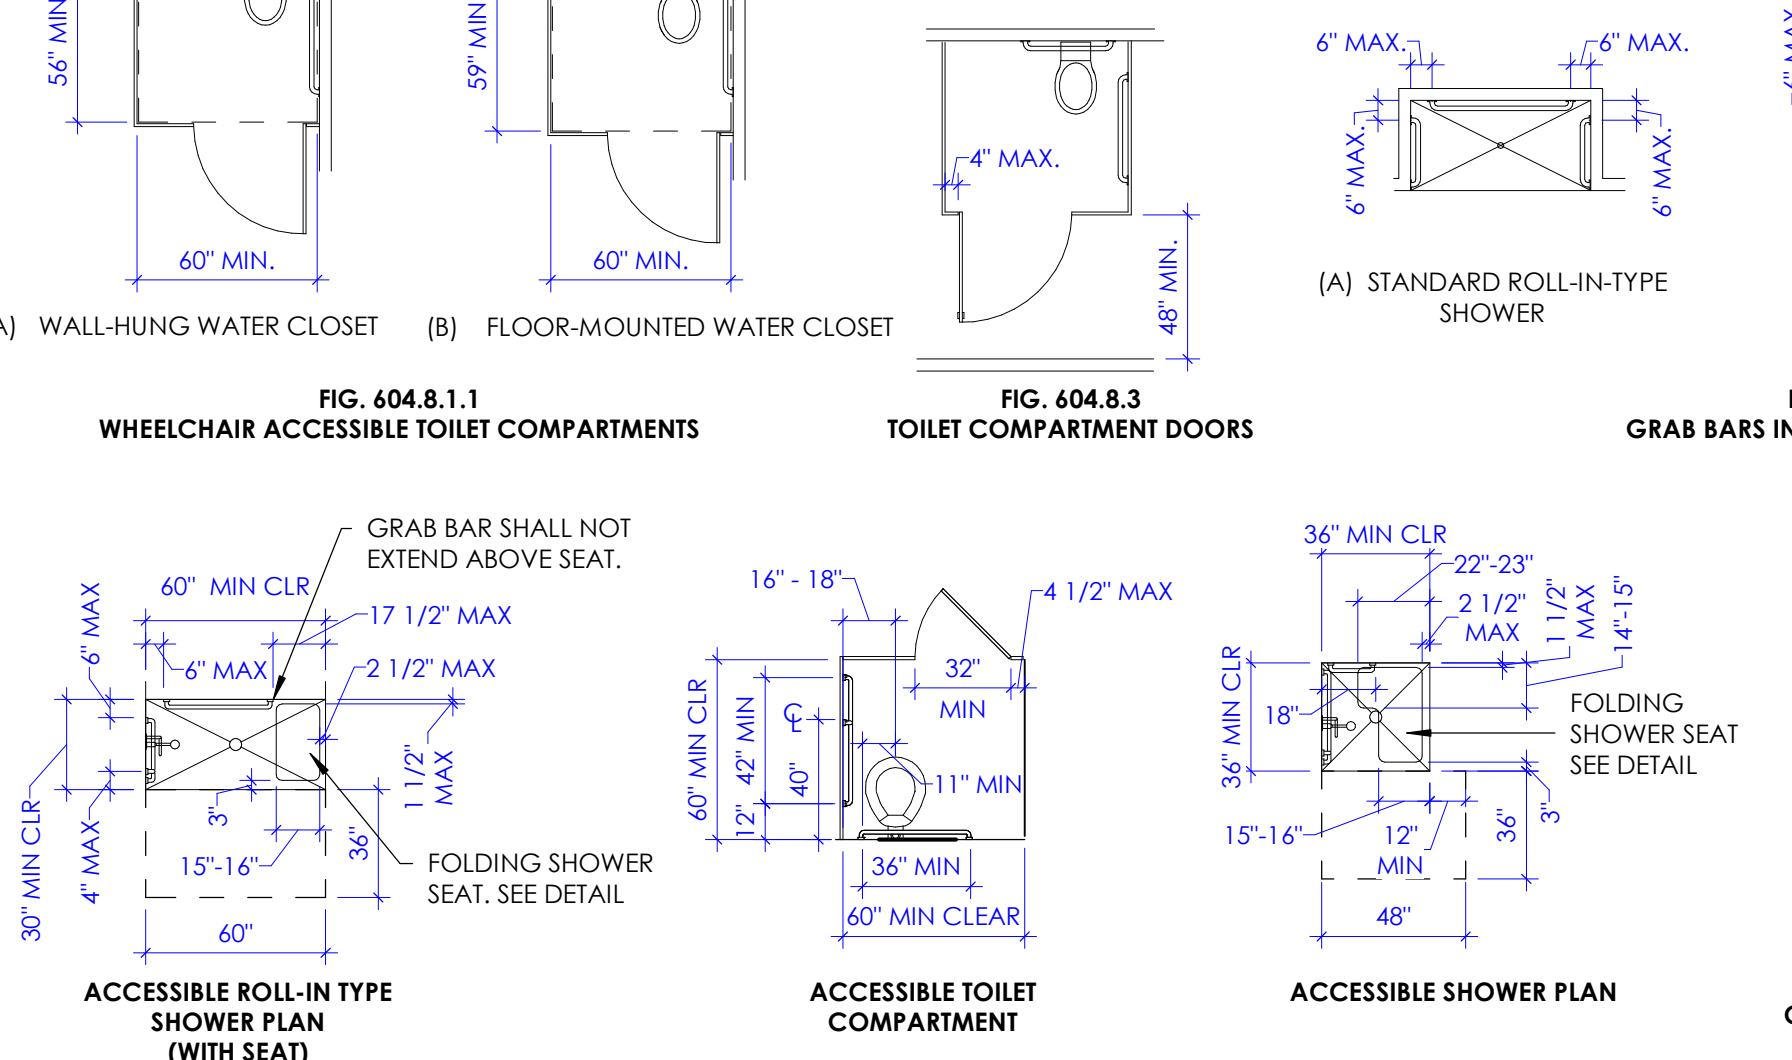 56" MIN
60" MIN.
A) WALL-HUNG WATER CLOSET
59" MIN
60" MIN.
(B) FLOOR-MOUNTED WATER CLOSET
FIG. 604.8.1.1
WHEELCHAIR ACCESSIBLE TOILET COMPARTMENTS
4" MAX.
48" MIN.
FIG. 604.8.3
TOILET COMPARTMENT DOORS
6" MAX.
6" MAX.
6" MAX.
6" MAX.
(A) STANDARD ROLL-IN-TYPE
SHOWER
6" MAX
GRAB BARS IN
GRAB BAR SHALL NOT
EXTEND ABOVE SEAT.
60" MIN CLR
17 1/2" MAX
6" MAX
6" MAX
2 1/2" MAX
1 1/2"
MAX
30" MIN CLR
4" MAX
3"
15"-16"
36"
FOLDING SHOWER
SEAT. SEE DETAIL
60"
ACCESSIBLE ROLL-IN TYPE
SHOWER PLAN
(WITH SEAT)
16" - 18"
4 1/2" MAX
32"
MIN
60" MIN CLR
42" MIN
12"
CL
40"
11" MIN
36" MIN
60" MIN CLEAR
ACCESSIBLE TOILET
COMPARTMENT
36" MIN CLR
22"-23"
2 1/2"
MAX
1 1/2"
MAX
14"-15"
36" MIN CLR
18"
FOLDING
SHOWER SEAT
SEE DETAIL
15"-16"
12"
MIN
36"
3"
48"
ACCESSIBLE SHOWER PLAN